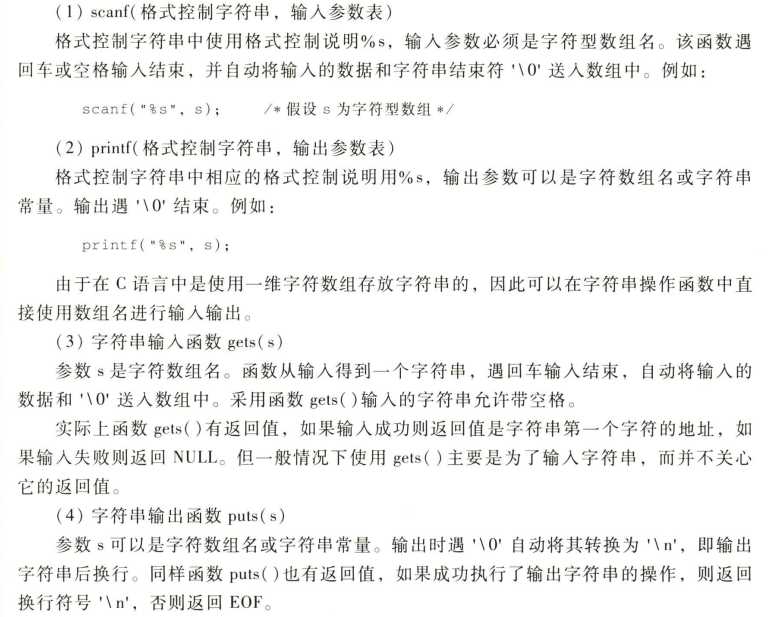 (1) scanf(格式控制字符串，输入参数表)
格式控制字符串中使用格式控制说明%s，输入参数必须是字符型数组名。该函数遇
回车或空格输入结束，并自动将输入的数据和字符串结束符 '\0' 送入数组中。例如：
scanf("%s", s); /* 假设 s 为字符型数组 */
(2) printf(格式控制字符串，输出参数表)
格式控制字符串中相应的格式控制说明用%s，输出参数可以是字符数组名或字符串
常量。输出遇 '\0' 结束。例如：
printf("%s", s);
由于在 C 语言中是使用一维字符数组存放字符串的，因此可以在字符串操作函数中直
接使用数组名进行输入输出。
(3) 字符串输入函数 gets(s)
参数 s 是字符数组名。函数从输入得到一个字符串，遇回车输入结束，自动将输入的
数据和 '\0' 送入数组中。采用函数 gets( )输入的字符串允许带空格。
实际上函数 gets( )有返回值，如果输入成功则返回值是字符串第一个字符的地址，如
果输入失败则返回 NULL。但一般情况下使用 gets( )主要是为了输入字符串，而并不关心
它的返回值。
(4) 字符串输出函数 puts(s)
参数 s 可以是字符数组名或字符串常量。输出时遇 '\0' 自动将其转换为 '\n'，即输出
字符串后换行。同样函数 puts( )也有返回值，如果成功执行了输出字符串的操作，则返回
换行符号 '\n'，否则返回 EOF。